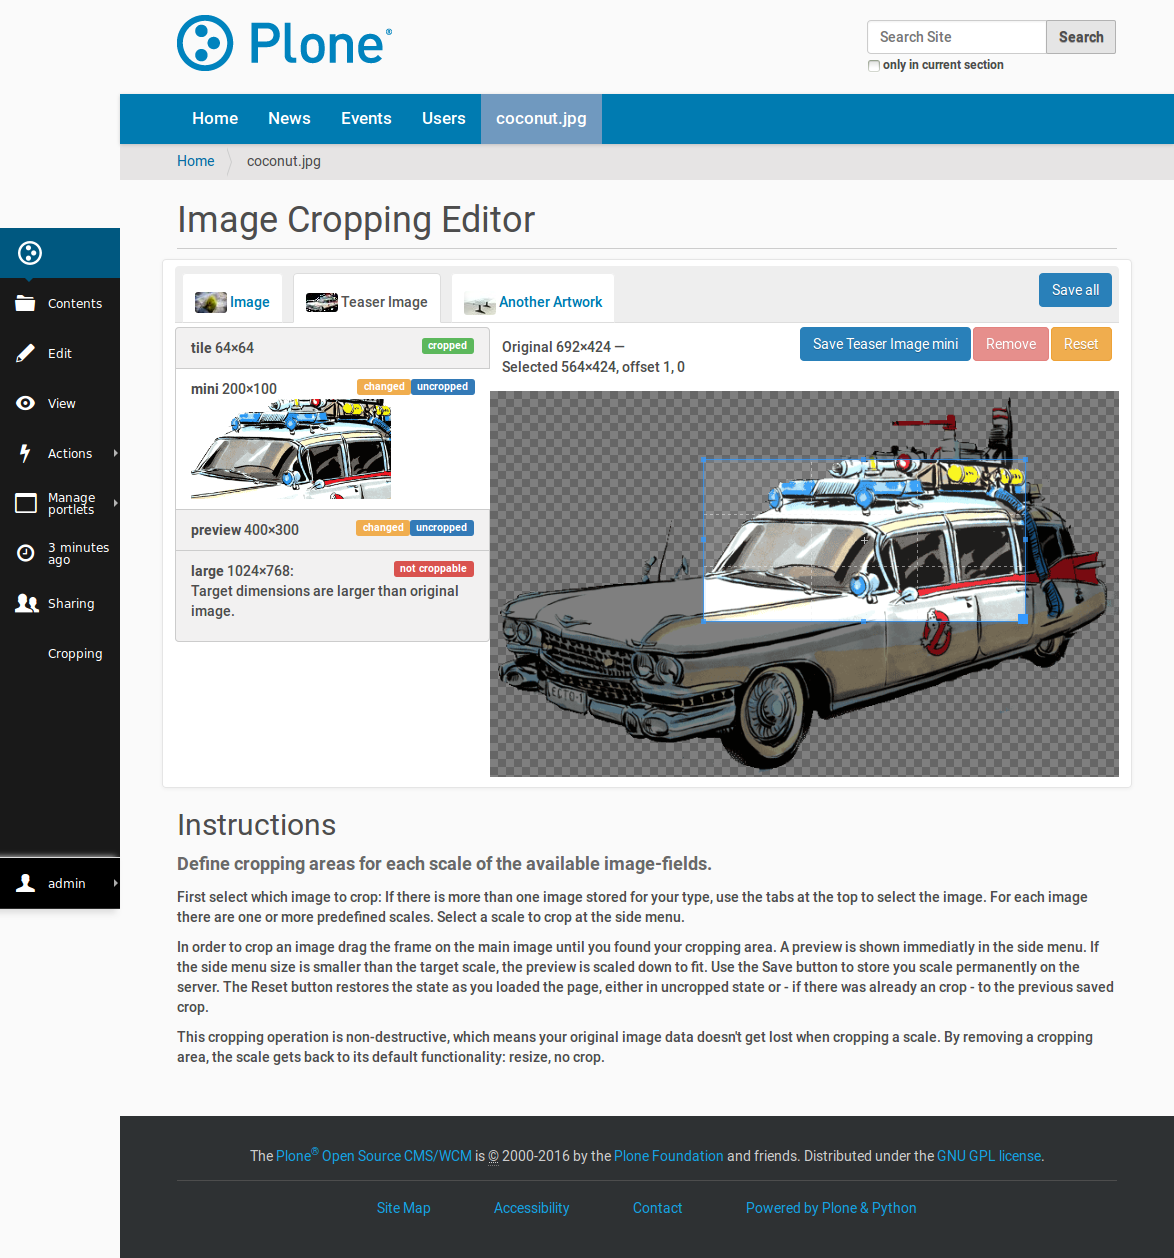 Plone®
Search Site
Search
only in current section
Home
News
Events
Users
coconut.jpg
Home
coconut.jpg
Image Cropping Editor
Image
Teaser Image
Another Artwork
Save all
tile 64×64
cropped
mini 200×100
changed
uncropped
preview 400×300
changed
uncropped
large 1024×768:
not croppable
Target dimensions are larger than original
image.
Original 692×424 —
Selected 564×424, offset 1, 0
Save Teaser Image mini
Remove
Reset
ECTO-1
Contents
Edit
View
Actions
Manage
portlets
3 minutes
ago
Sharing
Cropping
admin
Instructions
Define cropping areas for each scale of the available image-fields.
First select which image to crop: If there is more than one image stored for your type, use the tabs at the top to select the image. For each image
there are one or more predefined scales. Select a scale to crop at the side menu.
In order to crop an image drag the frame on the main image until you found your cropping area. A preview is shown immediatly in the side menu. If
the side menu size is smaller than the target scale, the preview is scaled down to fit. Use the Save button to store you scale permanently on the
server. The Reset button restores the state as you loaded the page, either in uncropped state or - if there was already an crop - to the previous saved
crop.
This cropping operation is non-destructive, which means your original image data doesn't get lost when cropping a scale. By removing a cropping
area, the scale gets back to its default functionality: resize, no crop.
The Plone® Open Source CMS/WCM is © 2000-2016 by the Plone Foundation and friends. Distributed under the GNU GPL license.
Site Map
Accessibility
Contact
Powered by Plone & Python